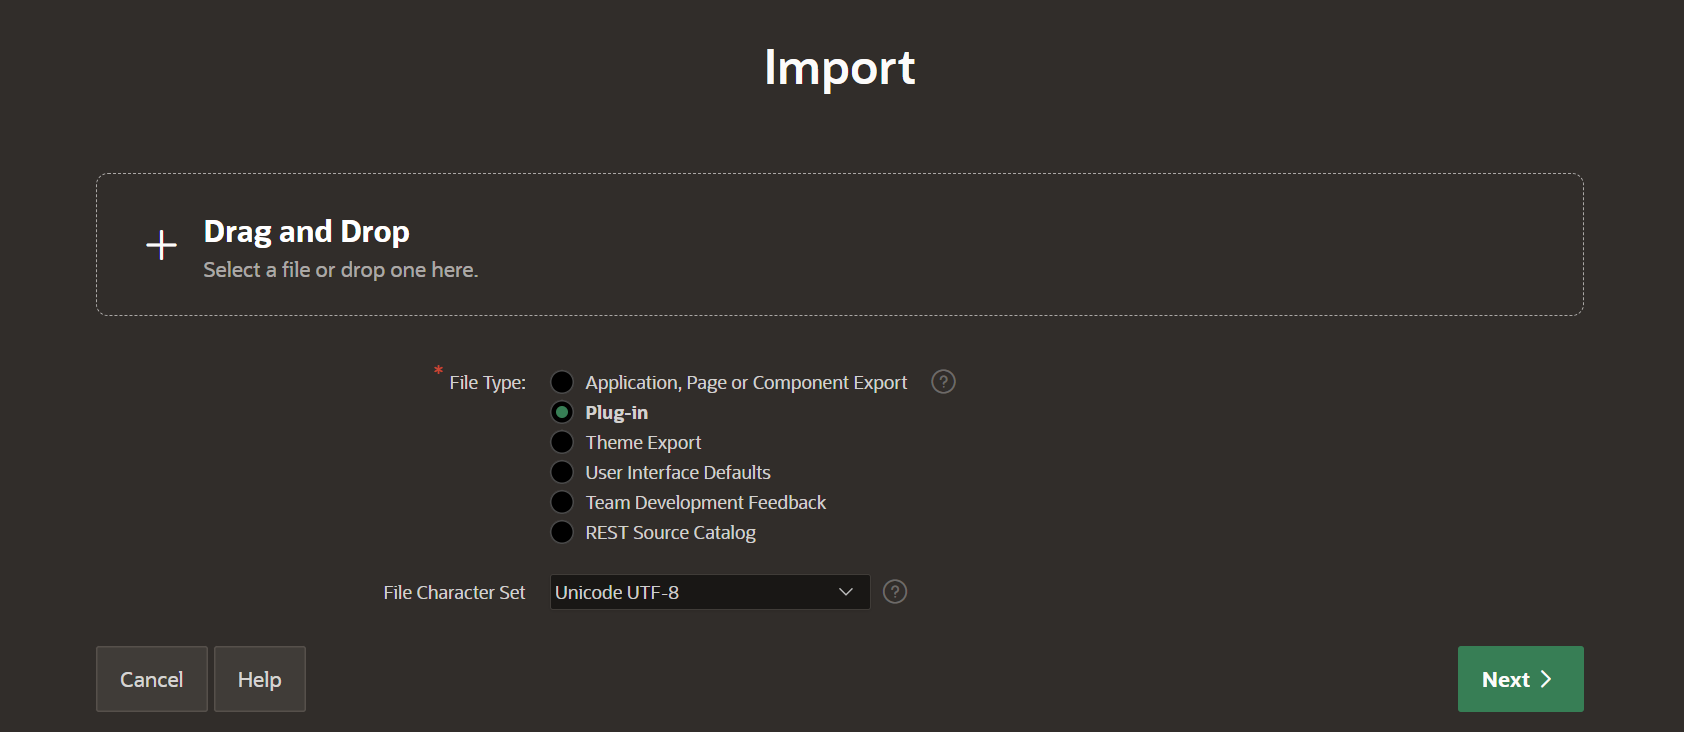 Import
Drag and Drop
Select a file or drop one here.
* File Type:
Application, Page or Component Export ?
Plug-in
Theme Export
User Interface Defaults
Team Development Feedback
REST Source Catalog
File Character Set Unicode UTF-8 ?
Cancel Help Next